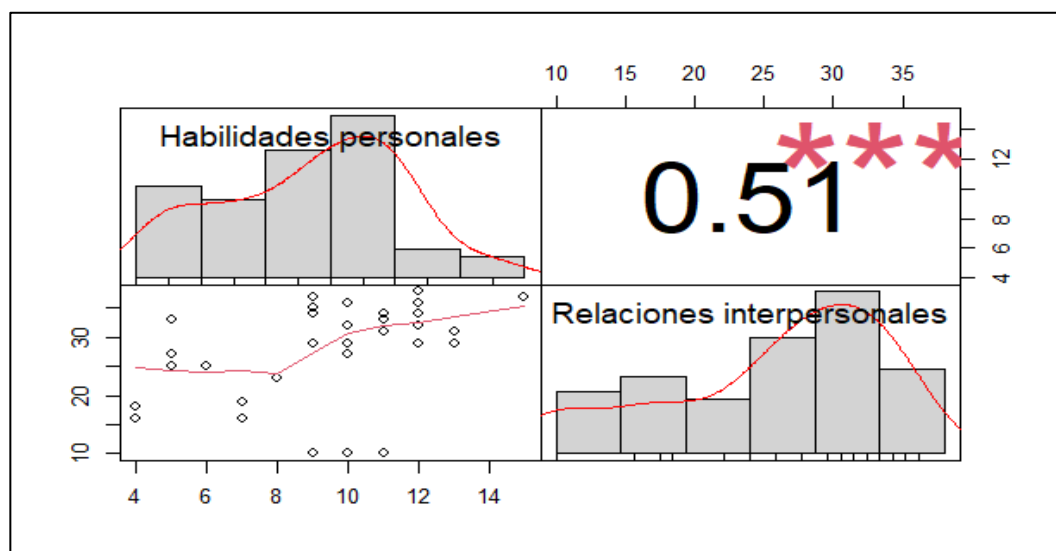 10 15 20 25 30 35
Habilidades personales
0.51***
12
8
6
4
Relaciones interpersonales
30
20
10
4 6 8 10 12 14